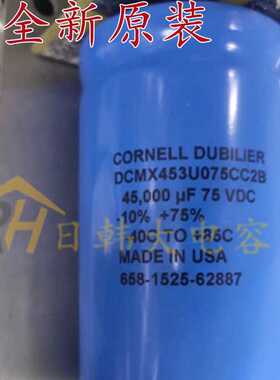 全新原装
CORNELL DUBILIER
DCMX453U075CC2B
45,000 µF 75 VDC
-10% +75%
-40C TO +85C
MADE IN USA
658-1525-62887
H日韩大电容